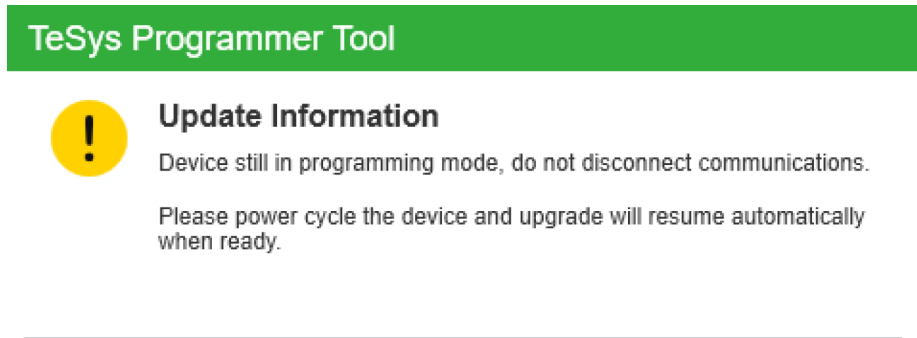 TeSys Programmer Tool
Update Information
Device still in programming mode, do not disconnect communications.
Please power cycle the device and upgrade will resume automatically
when ready.